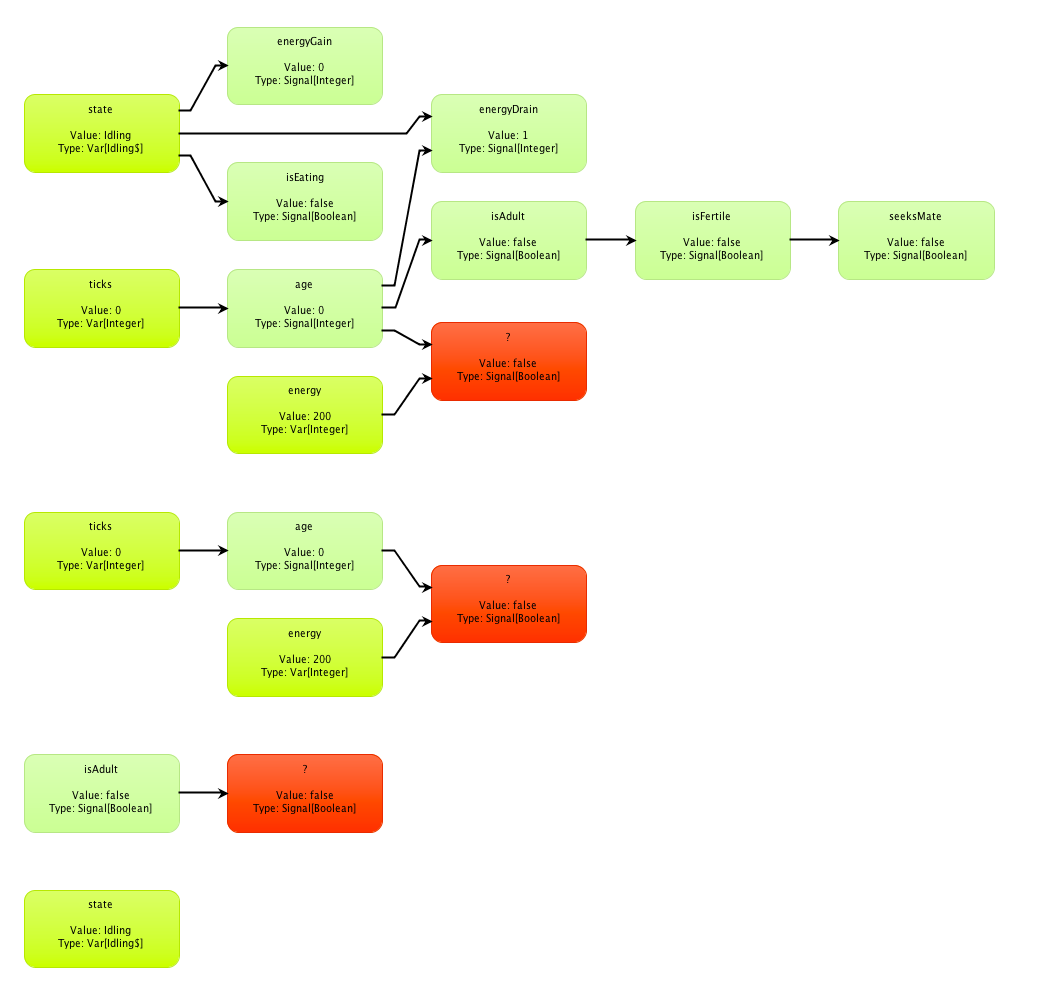 energyGain
Value: 0
Type: Signal[Integer]
state
Value: Idling
Type: Var[Idling$]
energyDrain
Value: 1
Type: Signal[Integer]
isEating
Value: false
Type: Signal[Boolean]
isAdult
Value: false
Type: Signal[Boolean]
isFertile
Value: false
Type: Signal[Boolean]
seeksMate
Value: false
Type: Signal[Boolean]
ticks
Value: 0
Type: Var[Integer]
age
Value: 0
Type: Signal[Integer]
?
Value: false
Type: Signal[Boolean]
energy
Value: 200
Type: Var[Integer]
ticks
Value: 0
Type: Var[Integer]
age
Value: 0
Type: Signal[Integer]
?
Value: false
Type: Signal[Boolean]
energy
Value: 200
Type: Var[Integer]
isAdult
Value: false
Type: Signal[Boolean]
?
Value: false
Type: Signal[Boolean]
state
Value: Idling
Type: Var[Idling$]